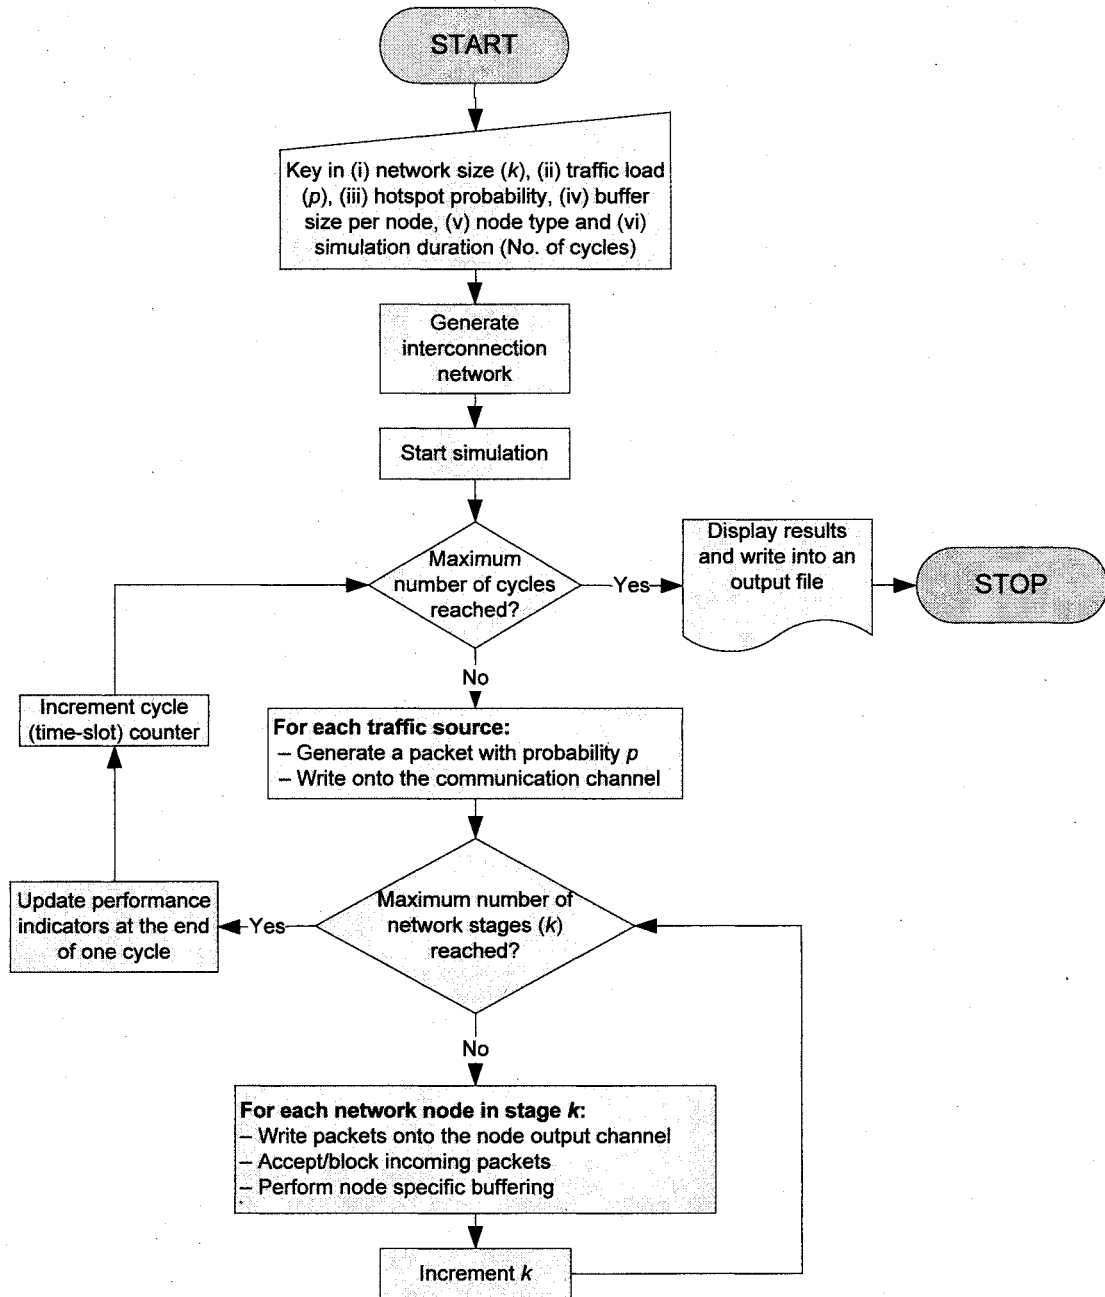 START
Key in (i) network size (k), (ii) traffic load
(p), (iii) hotspot probability, (iv) buffer
size per node, (v) node type and (vi)
simulation duration (No. of cycles)
Generate
interconnection
network
Start simulation
Maximum
number of cycles
reached?
Yes
Display results
and write into an
output file
STOP
No
Increment cycle
(time-slot) counter
For each traffic source:
– Generate a packet with probability p
– Write onto the communication channel
Maximum number of
network stages (k)
reached?
Yes
Update performance
indicators at the end
of one cycle
No
For each network node in stage k:
– Write packets onto the node output channel
– Accept/block incoming packets
– Perform node specific buffering
Increment k